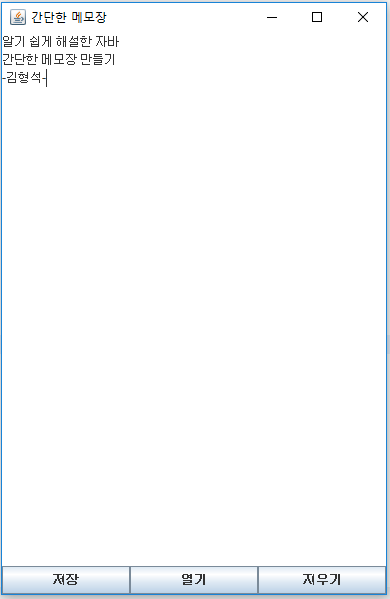 간단한 메모장
알기 쉽게 해설한 자바
간단한 메모장 만들기
-김형석-
저장
열기
지우기